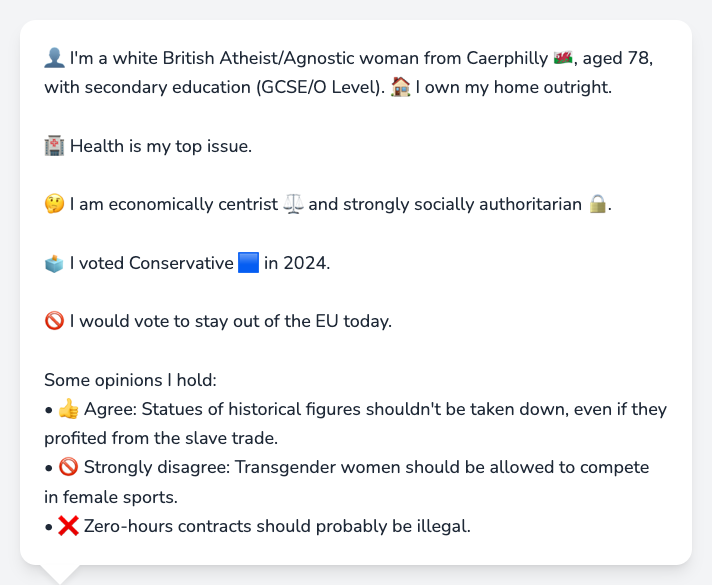 👤 I'm a white British Atheist/Agnostic woman from Caerphilly 🏴󠁧󠁢󠁷󠁬󠁳󠁿, aged 78,
with secondary education (GCSE/O Level). 🏠 I own my home outright.
🏥 Health is my top issue.
🤔 I am economically centrist ⚖️ and strongly socially authoritarian 🔒.
🗳️ I voted Conservative 🟦 in 2024.
🚫 I would vote to stay out of the EU today.
Some opinions I hold:
• 👍 Agree: Statues of historical figures shouldn't be taken down, even if they
profited from the slave trade.
• 🚫 Strongly disagree: Transgender women should be allowed to compete
in female sports.
• ❌ Zero-hours contracts should probably be illegal.